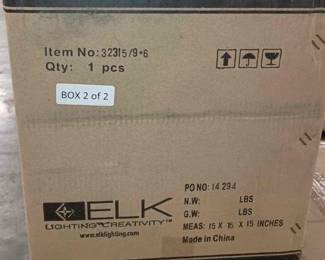 Item No: 32315/9+6
Qty: 1 pcs
BOX 2 of 2
ELK
LIGHTING CREATIVITY™
www.elklighting.com
PO NO: 14294
N.W: LBS
G.W: LBS
MEAS: 15 X 15 X 15 INCHES
Made in China